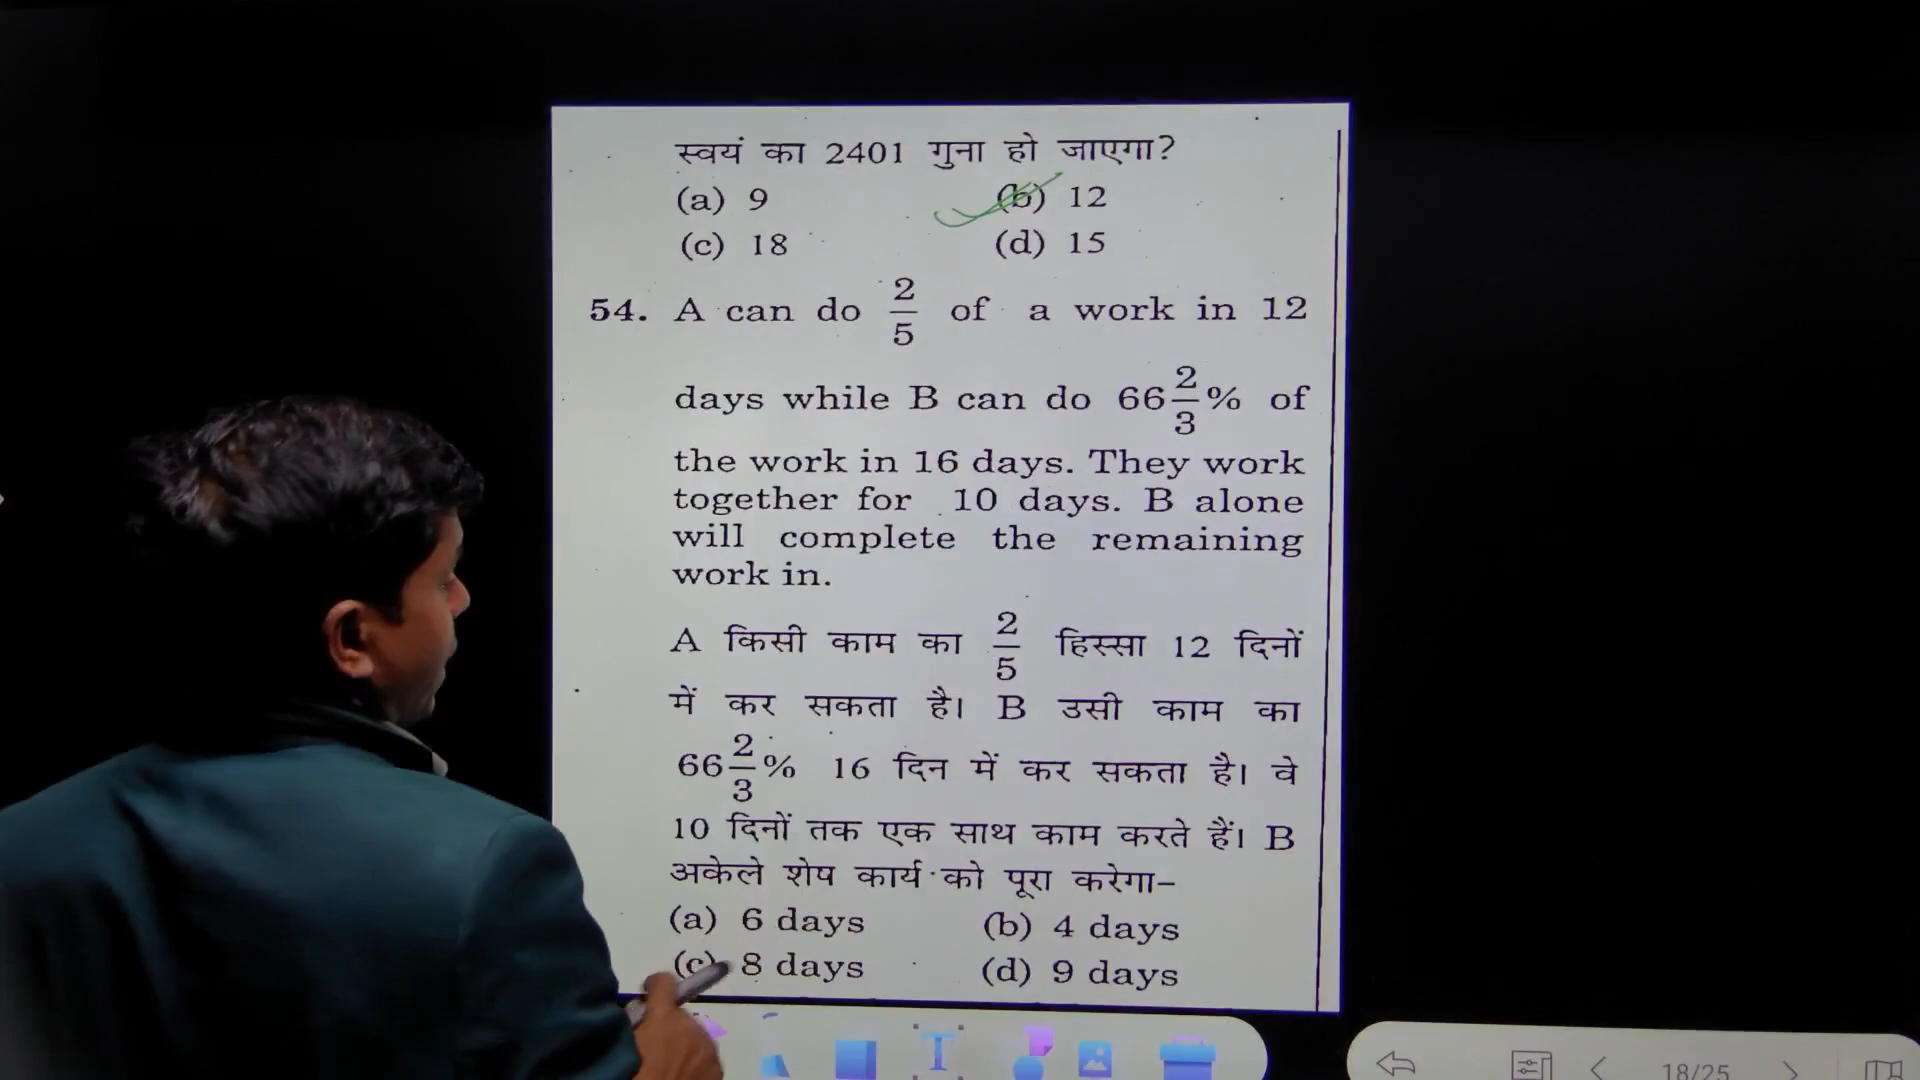 स्वयं का 2401 गुना हो जाएगा?
(a) 9 (b) 12
(c) 18 (d) 15
54. A can do 2/5 of a work in 12
days while B can do 66 2/3% of
the work in 16 days. They work
together for 10 days. B alone
will complete the remaining
work in.
A किसी काम का 2/5 हिस्सा 12 दिनों
में कर सकता है। B उसी काम का
66 2/3% 16 दिन में कर सकता है। वे
10 दिनों तक एक साथ काम करते हैं। B
अकेले शेष कार्य को पूरा करेगा–
(a) 6 days (b) 4 days
(c) 8 days (d) 9 days
T
18/25